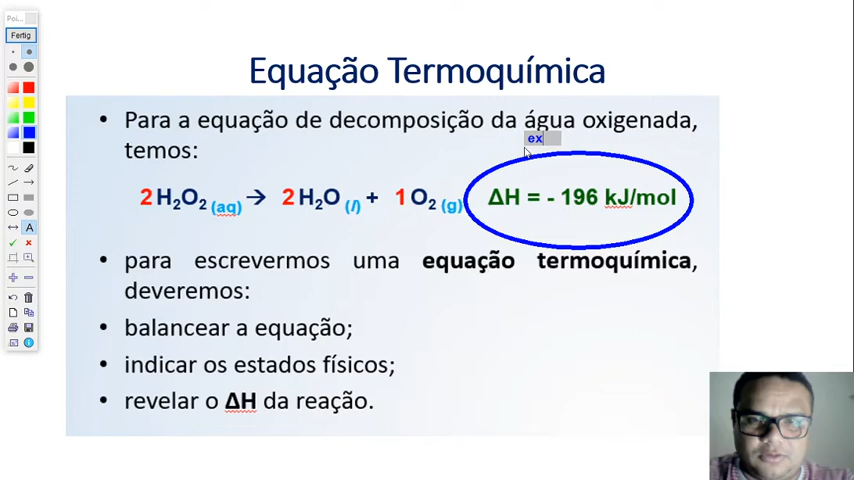 Poi...
Fertig
Equação Termoquímica
• Para a equação de decomposição da água oxigenada,
ex
temos:
2 H₂O₂ (aq) → 2 H₂O (l) + 1 O₂ (g) ΔH = - 196 kJ/mol
• para escrevermos uma equação termoquímica,
deveremos:
• balancear a equação;
• indicar os estados físicos;
• revelar o ΔH da reação.
A